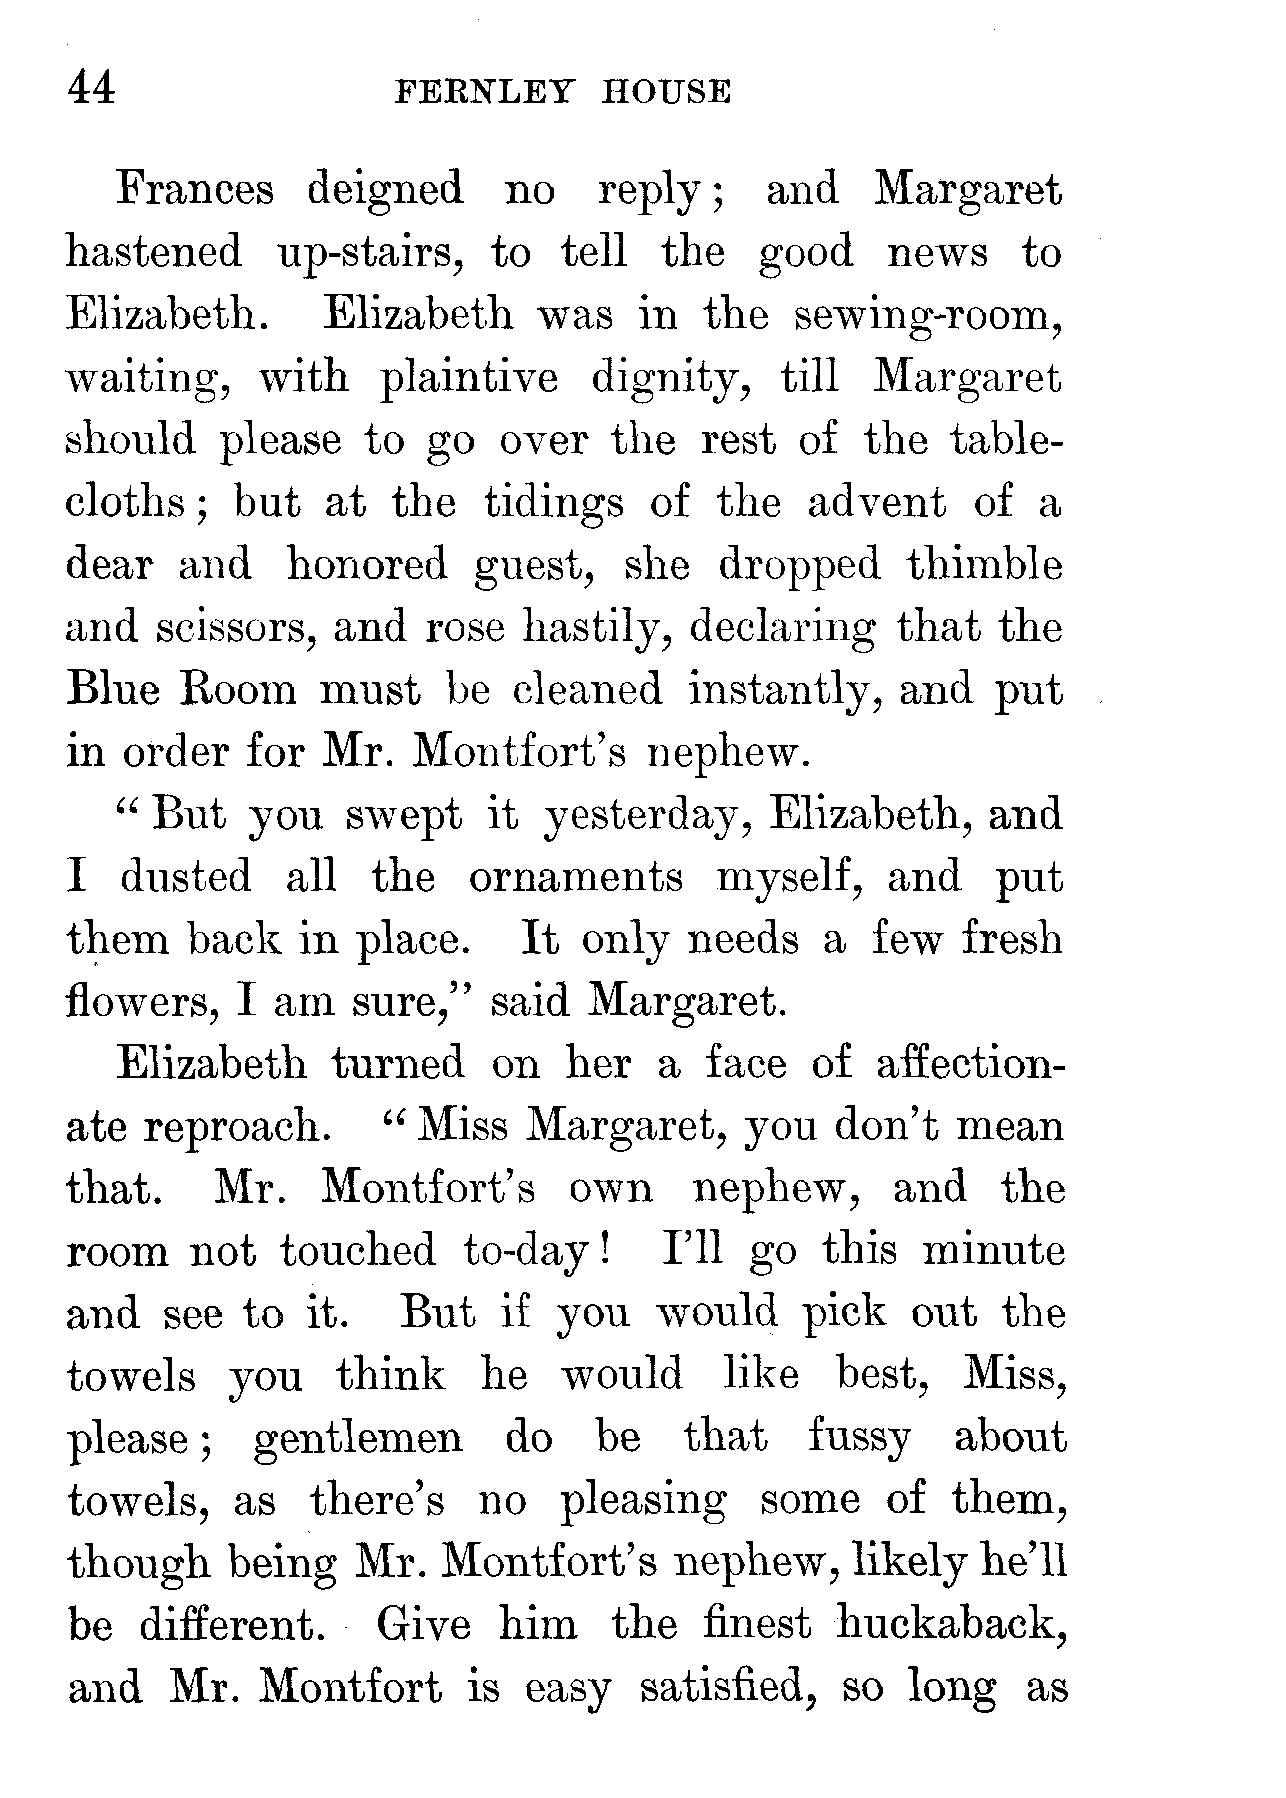 44 FERNLEY HOUSE
Frances deigned no reply; and Margaret
hastened up-stairs, to tell the good news to
Elizabeth. Elizabeth was in the sewing-room,
waiting, with plaintive dignity, till Margaret
should please to go over the rest of the table-
cloths; but at the tidings of the advent of a
dear and honored guest, she dropped thimble
and scissors, and rose hastily, declaring that the
Blue Room must be cleaned instantly, and put
in order for Mr. Montfort's nephew.
"But you swept it yesterday, Elizabeth, and
I dusted all the ornaments myself, and put
them back in place. It only needs a few fresh
flowers, I am sure," said Margaret.
Elizabeth turned on her a face of affection-
ate reproach. "Miss Margaret, you don't mean
that. Mr. Montfort's own nephew, and the
room not touched to-day! I'll go this minute
and see to it. But if you would pick out the
towels you think he would like best, Miss,
please; gentlemen do be that fussy about
towels, as there's no pleasing some of them,
though being Mr. Montfort's nephew, likely he'll
be different. Give him the finest huckaback,
and Mr. Montfort is easy satisfied, so long as